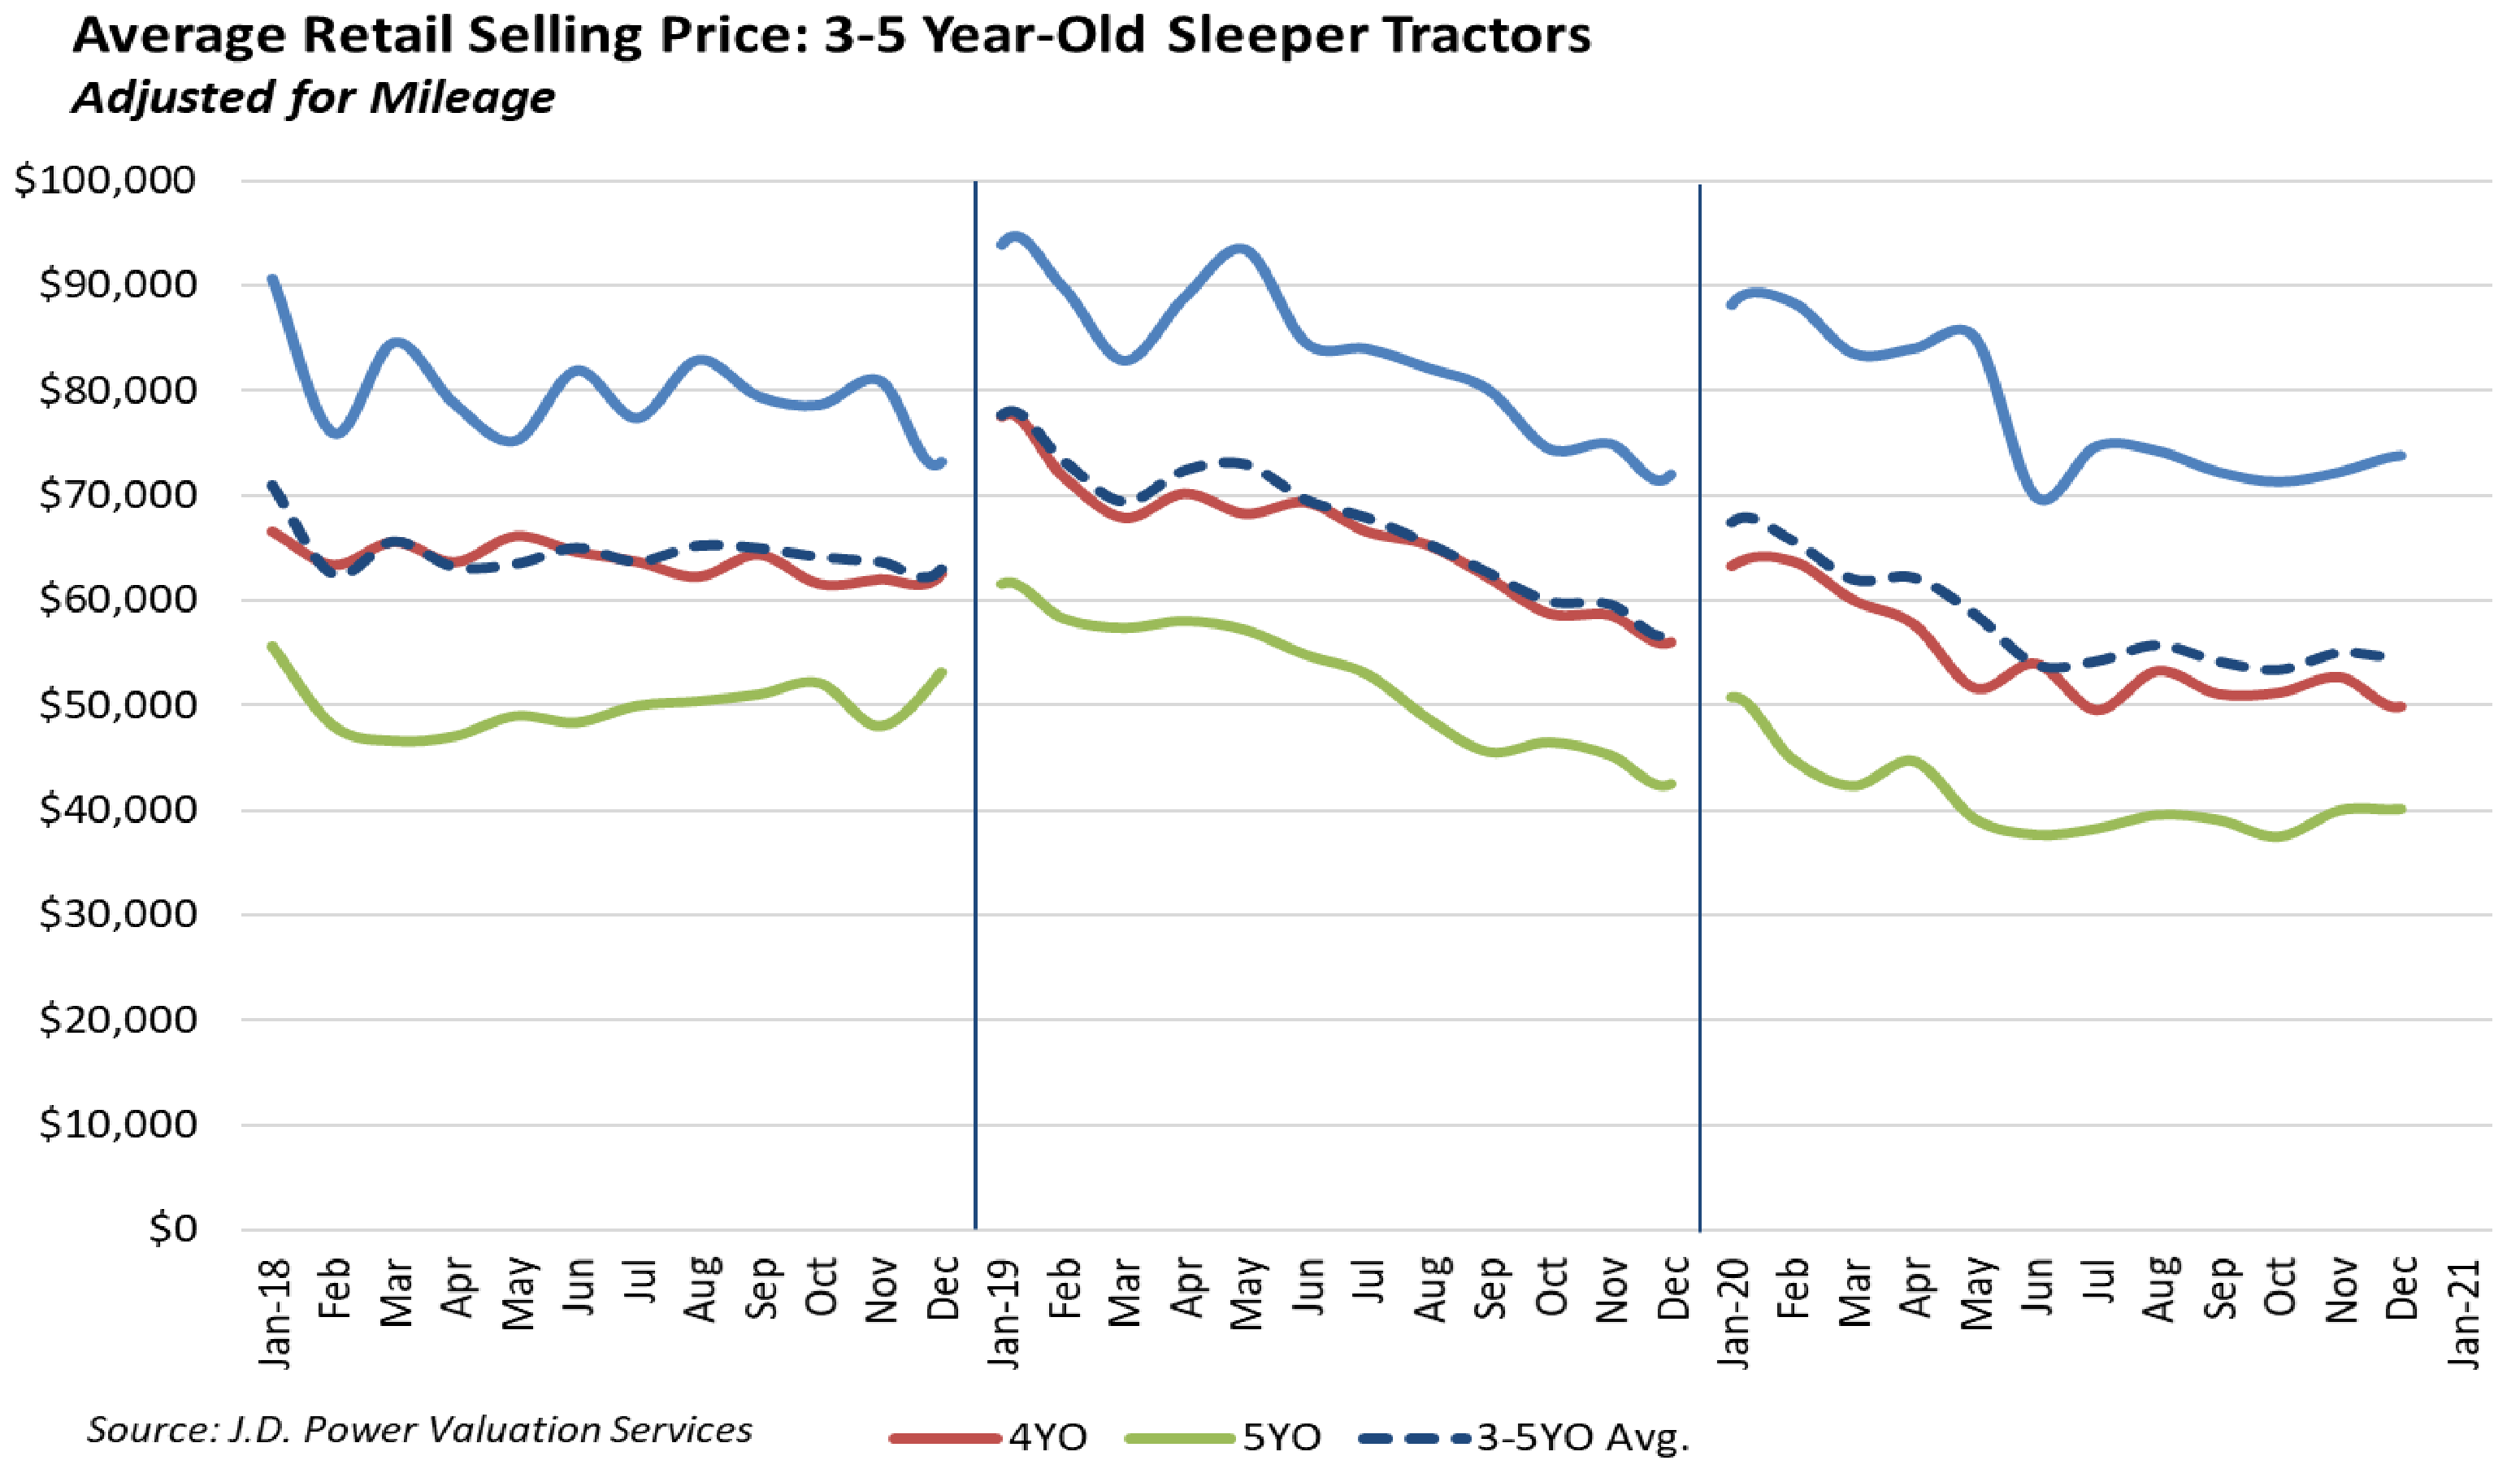 Average Retail Selling Price: 3-5 Year-Old Sleeper Tractors
Adjusted for Mileage
$100,000
$90,000
$80,000
$70,000
$60,000
$50,000
$40,000
$30,000
$20,000
$10,000
$0
Jan-18 Feb Mar Apr May Jun Jul Aug Sep Oct Nov Dec Jan-19 Feb Mar Apr May Jun Jul Aug Sep Oct Nov Dec Jan-20 Feb Mar Apr May Jun Jul Aug Sep Oct Nov Dec Jan-21
Source: J.D. Power Valuation Services
4YO 5YO 3-5YO Avg.